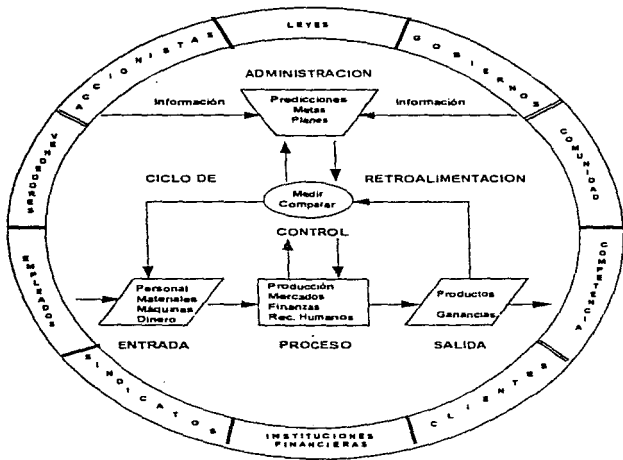 LEYES
GOBIERNOS
COMUNIDAD
COMPETENCIA
CLIENTES
INSTITUCIONES
FINANCIERAS
SINDICATOS
EMPLEADOS
ACCIONISTAS
ADMINISTRACION
Información
Predicciones
Metas
Planes
Información
CICLO DE
RETROALIMENTACION
Medir
Comparar
CONTROL
Personal
Materiales
Máquinas
Dinero
Producción
Mercados
Finanzas
Rec. Humanos
Productos
Ganancias
ENTRADA
PROCESO
SALIDA